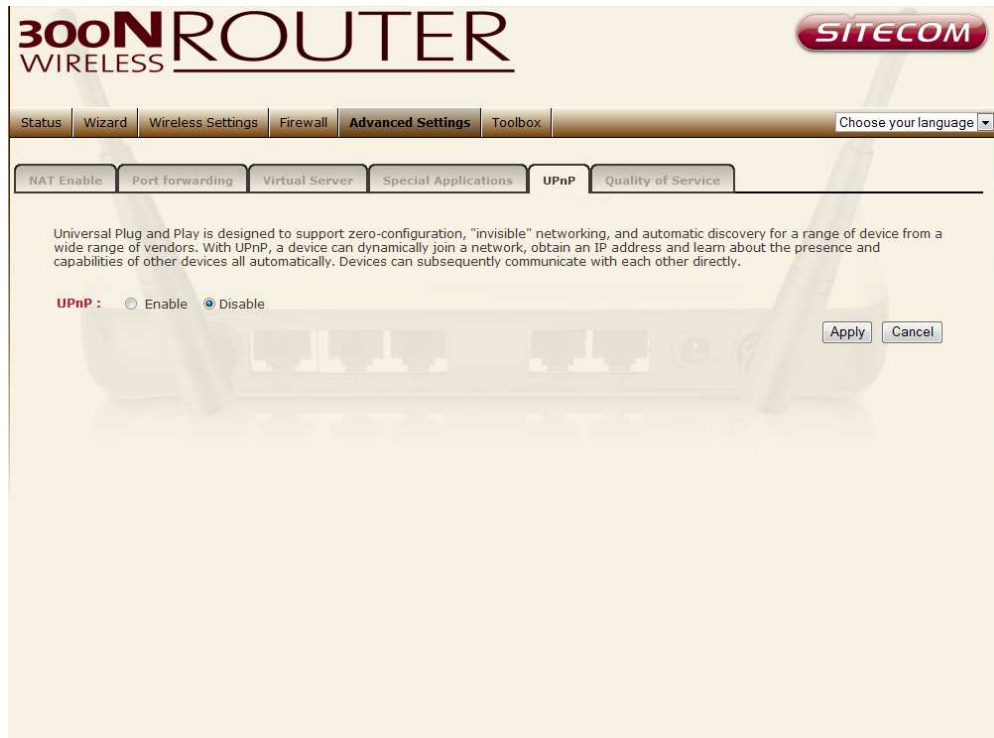 300N ROUTER
WIRELESS
SITECOM
Status Wizard Wireless Settings Firewall Advanced Settings Toolbox Choose your language
NAT Enable Port forwarding Virtual Server Special Applications UPnP Quality of Service
Universal Plug and Play is designed to support zero-configuration, "invisible" networking, and automatic discovery for a range of device from a
wide range of vendors. With UPnP, a device can dynamically join a network, obtain an IP address and learn about the presence and
capabilities of other devices all automatically. Devices can subsequently communicate with each other directly.
UPnP : Enable Disable
Apply Cancel